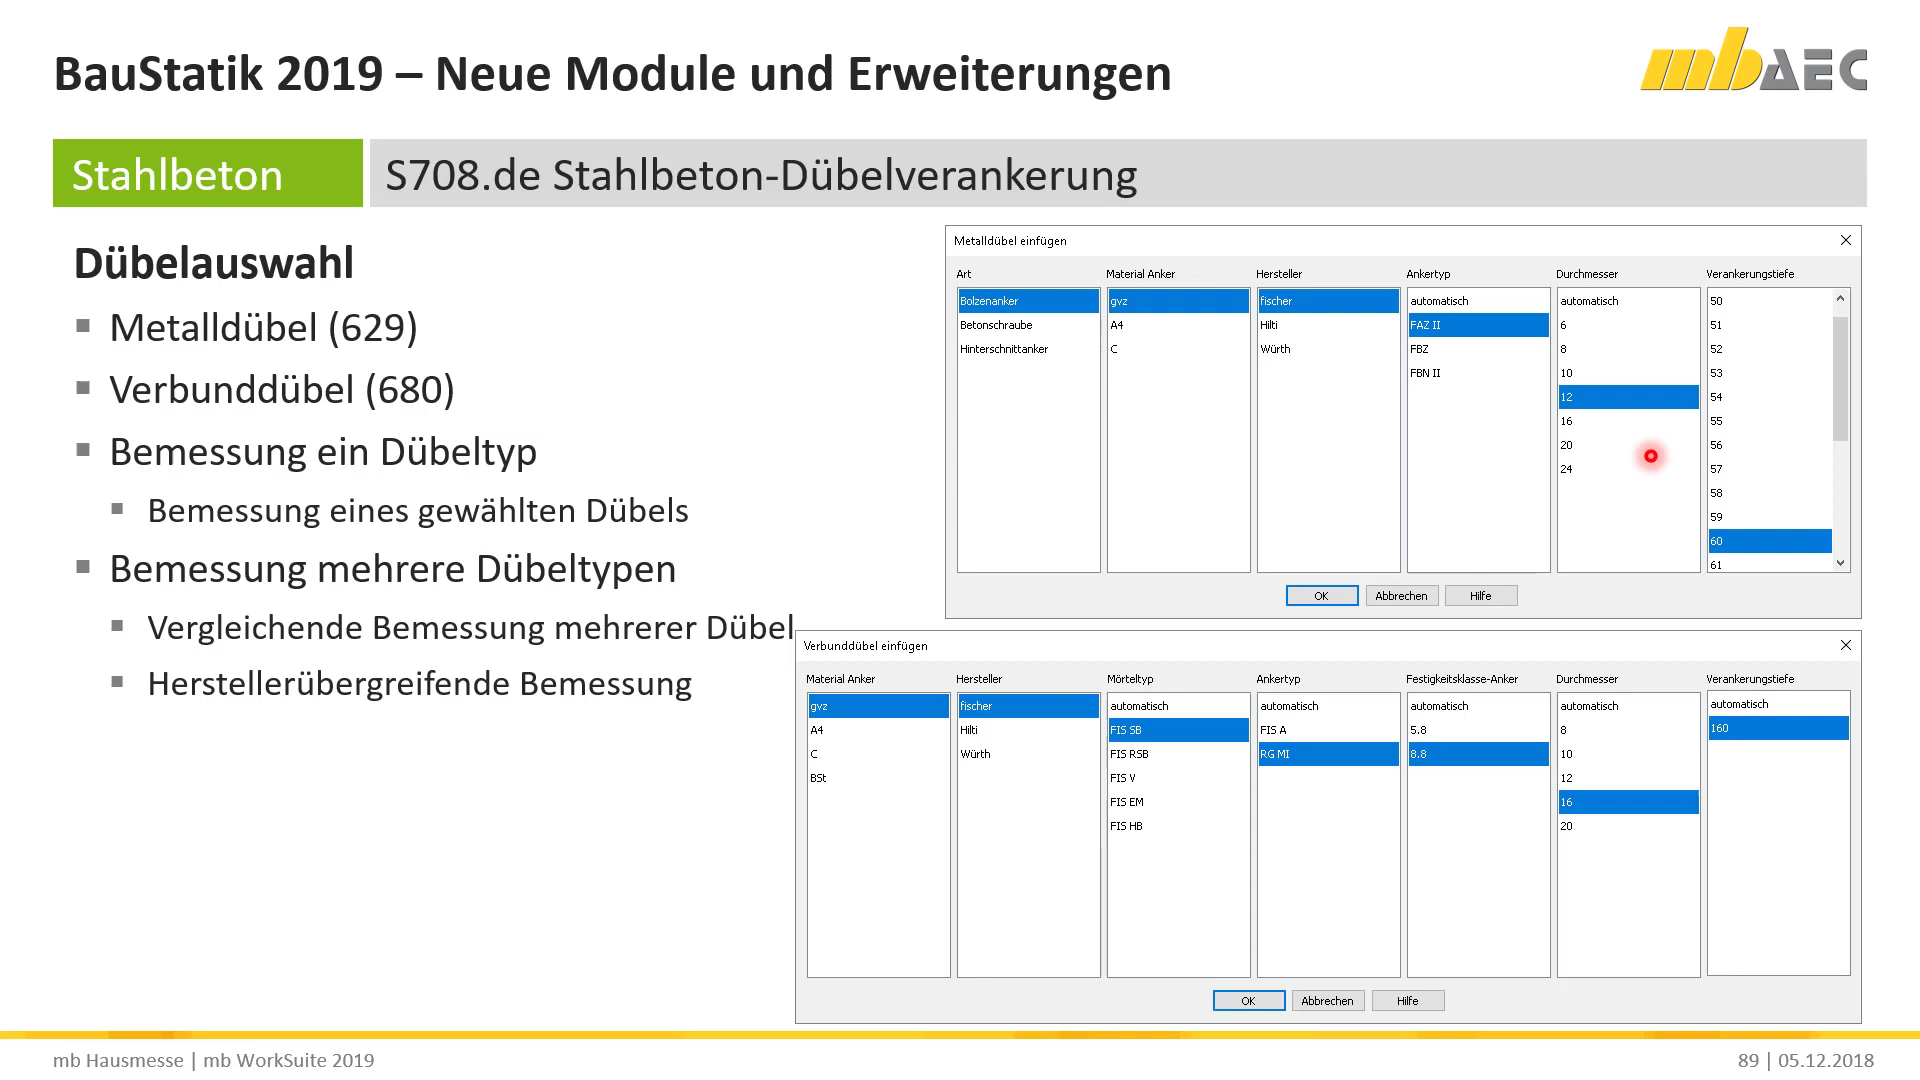 BauStatik 2019 – Neue Module und Erweiterungen
mbAEC
Stahlbeton
S708.de Stahlbeton-Dübelverankerung
Dübelauswahl
Metalldübel (629)
Verbunddübel (680)
Bemessung ein Dübeltyp
Bemessung eines gewählten Dübels
Bemessung mehrere Dübeltypen
Vergleichende Bemessung mehrerer Dübel
Herstellerübergreifende Bemessung
Metalldübel einfügen
Art
Bolzenanker
Betonschraube
Hinterschnittanker
Material Anker
gvz
A4
C
Hersteller
fischer
Hilti
Würth
Ankertyp
automatisch
FAZ II
FBZ
FBN II
Durchmesser
automatisch
6
8
10
12
16
20
24
Verankerungstiefe
50
51
52
53
54
55
56
57
58
59
60
61
OK
Abbrechen
Hilfe
Verbunddübel einfügen
Material Anker
gvz
A4
C
BSt
Hersteller
fischer
Hilti
Würth
Mörteltyp
automatisch
FIS SB
FIS RSB
FIS V
FIS EM
FIS HB
Ankertyp
automatisch
FIS A
RG MI
Festigkeitsklasse-Anker
automatisch
5.8
8.8
Durchmesser
automatisch
8
10
12
16
20
Verankerungstiefe
automatisch
160
OK
Abbrechen
Hilfe
mb Hausmesse | mb WorkSuite 2019
89 | 05.12.2018